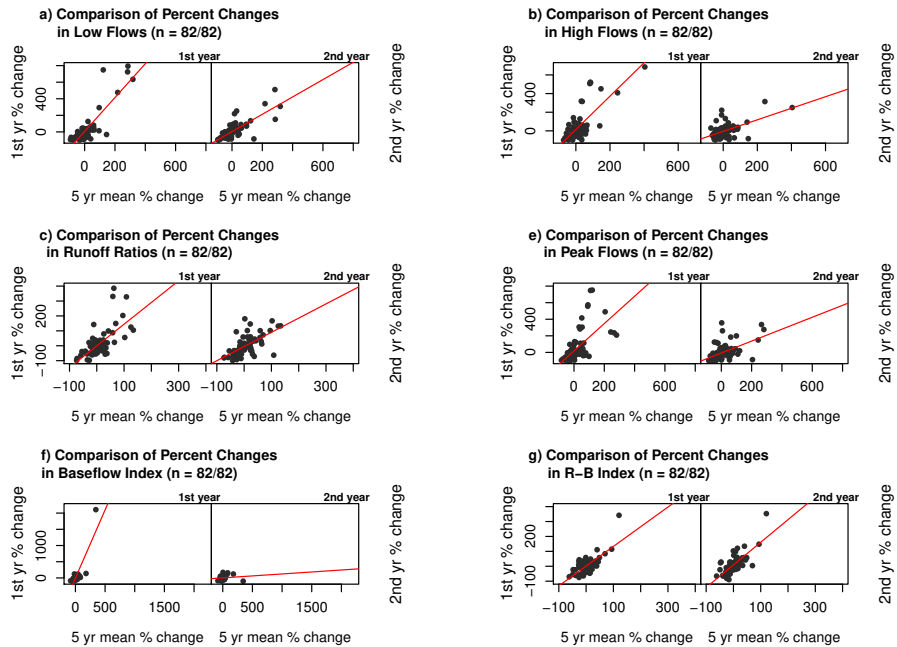 a) Comparison of Percent Changes
in Low Flows (n = 82/82)
1st year
2nd year
1st yr % change
2nd yr % change
0
400
0
200
600
0
200
600
5 yr mean % change
5 yr mean % change
b) Comparison of Percent Changes
in High Flows (n = 82/82)
1st year
2nd year
1st yr % change
2nd yr % change
0
400
0
200
600
0
200
600
5 yr mean % change
5 yr mean % change
c) Comparison of Percent Changes
in Runoff Ratios (n = 82/82)
1st year
2nd year
1st yr % change
2nd yr % change
−100
200
−100
100
300
−100
100
300
5 yr mean % change
5 yr mean % change
e) Comparison of Percent Changes
in Peak Flows (n = 82/82)
1st year
2nd year
1st yr % change
2nd yr % change
0
400
0
200
600
0
200
600
5 yr mean % change
5 yr mean % change
f) Comparison of Percent Changes
in Baseflow Index (n = 82/82)
1st year
2nd year
1st yr % change
2nd yr % change
0
1000
0
500
1500
0
500
1500
5 yr mean % change
5 yr mean % change
g) Comparison of Percent Changes
in R−B Index (n = 82/82)
1st year
2nd year
1st yr % change
2nd yr % change
−100
200
−100
100
300
−100
100
300
5 yr mean % change
5 yr mean % change